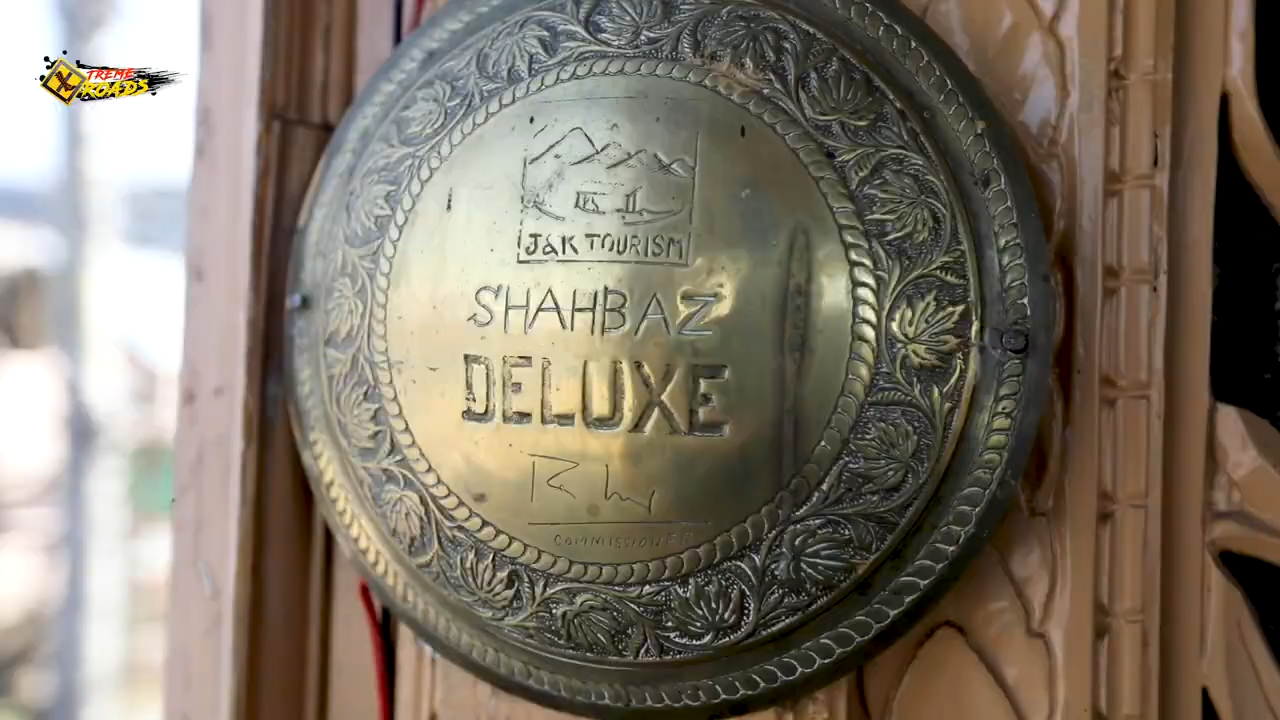 XTREME
ROADS
J&K TOURISM
SHAHBAZ
DELUXE
COMMISSIONER